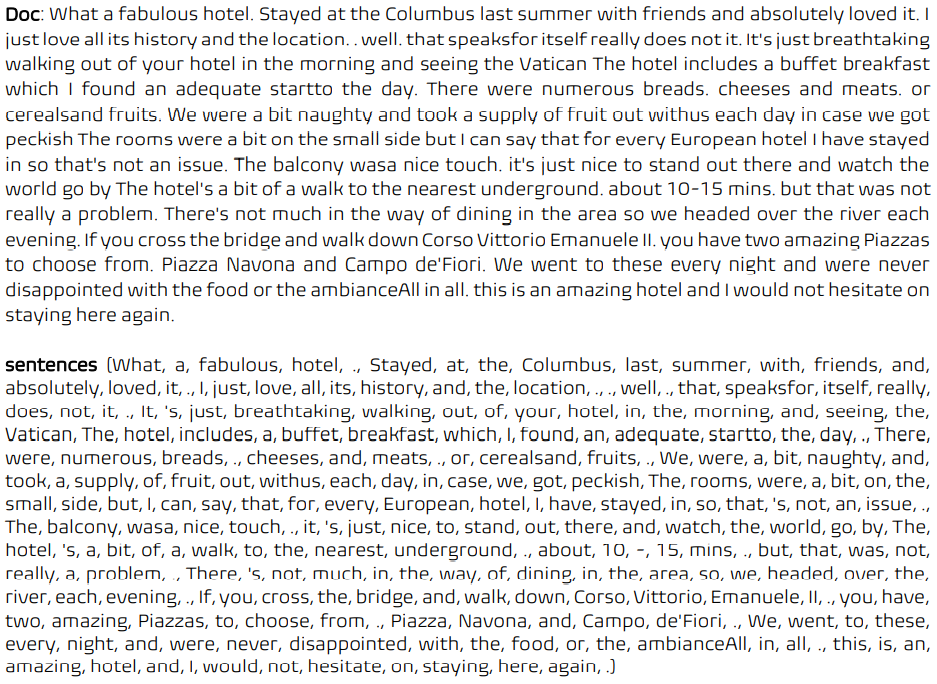 Doc: What a fabulous hotel. Stayed at the Columbus last summer with friends and absolutely loved it. I
just love all its history and the location. . well. that speaksfor itself really does not it. It's just breathtaking
walking out of your hotel in the morning and seeing the Vatican The hotel includes a buffet breakfast
which I found an adequate startto the day. There were numerous breads. cheeses and meats. or
cerealsand fruits. We were a bit naughty and took a supply of fruit out withus each day in case we got
peckish The rooms were a bit on the small side but I can say that for every European hotel I have stayed
in so that's not an issue. The balcony wasa nice touch. it's just nice to stand out there and watch the
world go by The hotel's a bit of a walk to the nearest underground. about 10-15 mins. but that was not
really a problem. There's not much in the way of dining in the area so we headed over the river each
evening. If you cross the bridge and walk down Corso Vittorio Emanuele II. you have two amazing Piazzas
to choose from. Piazza Navona and Campo de'Fiori. We went to these every night and were never
disappointed with the food or the ambianceAll in all. this is an amazing hotel and I would not hesitate on
staying here again.
sentences (What, a, fabulous, hotel, ., Stayed, at, the, Columbus, last, summer, with, friends, and,
absolutely, loved, it, ., I, just, love, all, its, history, and, the, location, ., ., well, ., that, speaksfor, itself, really,
does, not, it, ., It, 's, just, breathtaking, walking, out, of, your, hotel, in, the, morning, and, seeing, the,
Vatican, The, hotel, includes, a, buffet, breakfast, which, I, found, an, adequate, startto, the, day, ., There,
were, numerous, breads, ., cheeses, and, meats, ., or, cerealsand, fruits, ., We, were, a, bit, naughty, and,
took, a, supply, of, fruit, out, withus, each, day, in, case, we, got, peckish, The, rooms, were, a, bit, on, the,
small, side, but, I, can, say, that, for, every, European, hotel, I, have, stayed, in, so, that, 's, not, an, issue, .,
The, balcony, wasa, nice, touch, ., it, 's, just, nice, to, stand, out, there, and, watch, the, world, go, by, The,
hotel, 's, a, bit, of, a, walk, to, the, nearest, underground, ., about, 10, -, 15, mins, ., but, that, was, not,
really, a, problem, ., There, 's, not, much, in, the, way, of, dining, in, the, area, so, we, headed, over, the,
river, each, evening, ., If, you, cross, the, bridge, and, walk, down, Corso, Vittorio, Emanuele, II, ., you, have,
two, amazing, Piazzas, to, choose, from, ., Piazza, Navona, and, Campo, de'Fiori, ., We, went, to, these,
every, night, and, were, never, disappointed, with, the, food, or, the, ambianceAll, in, all, ., this, is, an,
amazing, hotel, and, I, would, not, hesitate, on, staying, here, again, .)